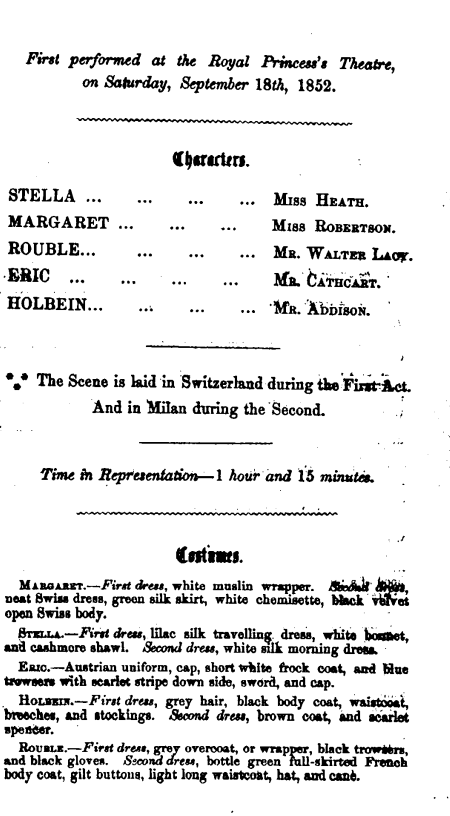 First performed at the Royal Princess's Theatre,
on Saturday, September 18th, 1852.
Characters.
STELLA ... ... ... ... MISS HEATH.
MARGARET ... ... ... MISS ROBERTSON.
ROUBLE... ... ... ... MR. WALTER LACY.
ERIC ... ... ... ... MR. CATHCART.
HOLBEIN... ... ... ... MR. ADDISON.
*** The Scene is laid in Switzerland during the First Act.
And in Milan during the Second.
Time in Representation—1 hour and 15 minutes.
Costumes.
MARGARET.—First dress, white muslin wrapper. Second dress,
neat Swiss dress, green silk skirt, white chemisette, black velvet
open Swiss body.
STELLA.—First dress, lilac silk travelling dress, white bonnet,
and cashmere shawl. Second dress, white silk morning dress.
ERIC.—Austrian uniform, cap, short white frock coat, and blue
trowsers with scarlet stripe down side, sword, and cap.
HOLBEIN.—First dress, grey hair, black body coat, waistcoat,
breeches, and stockings. Second dress, brown coat, and scarlet
spencer.
ROUBLE.—First dress, grey overcoat, or wrapper, black trowsers,
and black gloves. Second dress, bottle green full-skirted French
body coat, gilt buttons, light long waistcoat, hat, and cane.